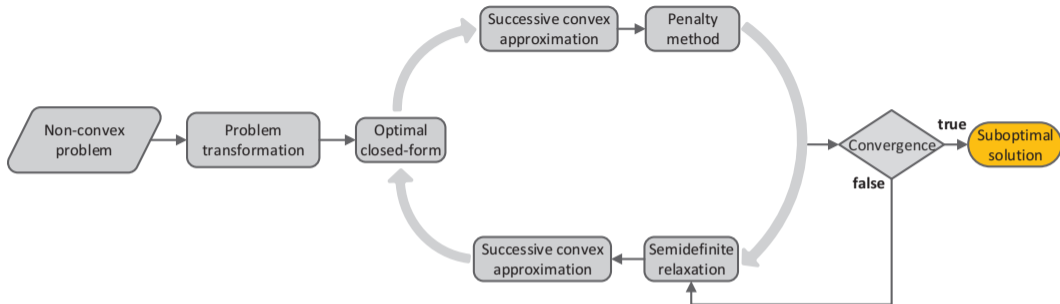 Non-convex
problem
Problem
transformation
Optimal
closed-form
Successive convex
approximation
Penalty
method
Semidefinite
relaxation
Successive convex
approximation
Convergence
true
false
Suboptimal
solution